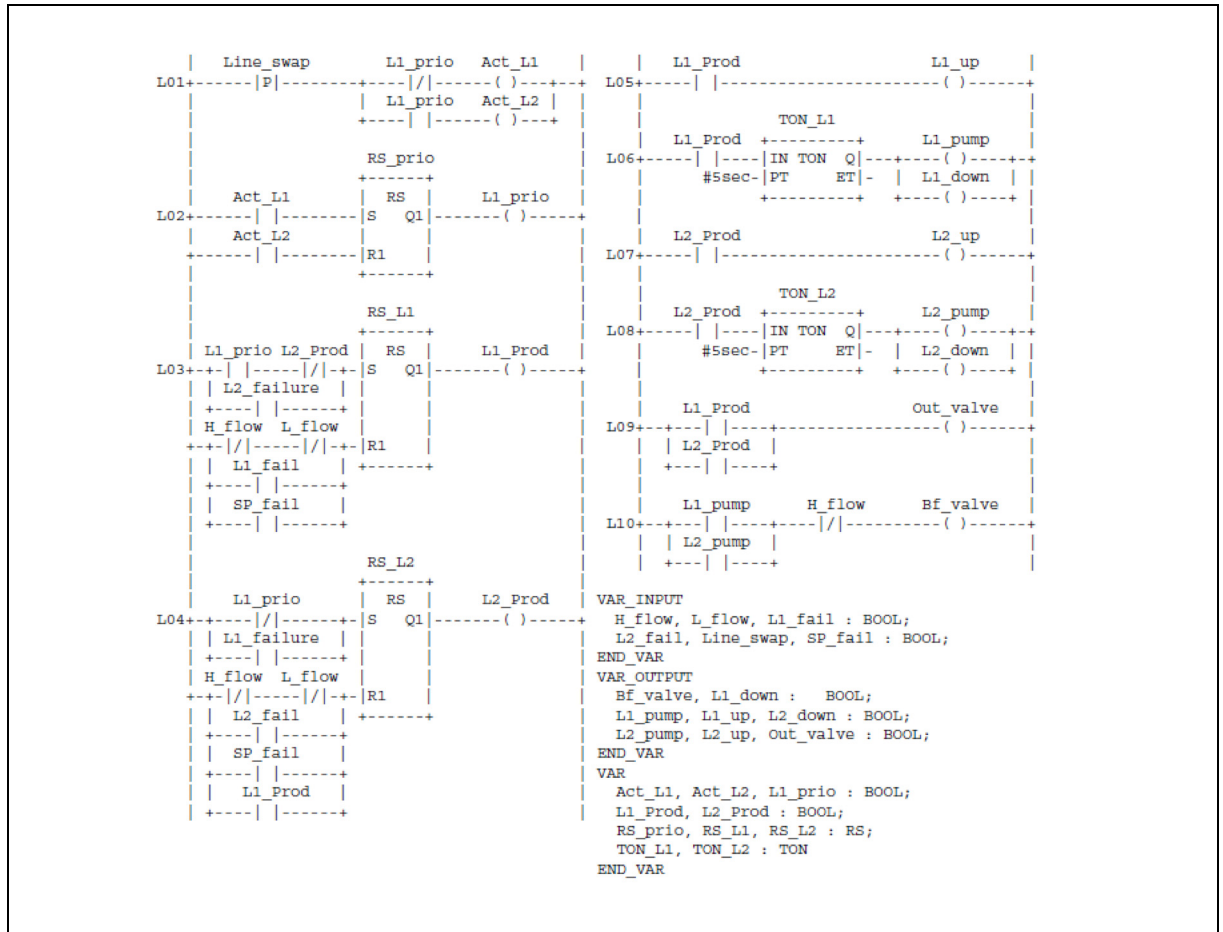 Line_swap L1_prio Act_L1
L01+------|P|--------+----|/|------( )---+--+
L1_prio Act_L2
+----| |------( )---+
RS_prio
+------+
Act_L1 | RS | L1_prio
L02+------| |--------|S Q1|-------( )-----+
Act_L2
+------| |--------|R1 |
+------+
RS_L1
+------+
L1_prio L2_Prod | RS | L1_Prod
L03+-+-| |-----|/|-+-|S Q1|-------( )-----+
| L2_failure |
+----| |------+
| H_flow L_flow |
+-+-|/|-----|/|-+-|R1 |
| L1_fail | +------+
+----| |------+
| SP_fail |
+----| |------+
RS_L2
+------+
L1_prio | RS | L2_Prod
L04+-+----|/|------+-|S Q1|-------( )-----+
| L1_failure |
+----| |------+
| H_flow L_flow |
+-+-|/|-----|/|-+-|R1 |
| L2_fail | +------+
+----| |------+
| SP_fail |
+----| |------+
| L1_Prod |
+----| |------+
L1_Prod L1_up
L05+-----| |----------------------( )------+
TON_L1
L1_Prod +---------+ L1_pump
L06+-----| |----|IN TON Q|---+----( )----+-+
#5sec-|PT ET|- | L1_down |
+---------+ +----( )----+
L2_Prod L2_up
L07+-----| |----------------------( )------+
TON_L2
L2_Prod +---------+ L2_pump
L08+-----| |----|IN TON Q|---+----( )----+-+
#5sec-|PT ET|- | L2_down |
+---------+ +----( )----+
L1_Prod Out_valve
L09+--+---| |----+-----------------( )------+
| L2_Prod |
+---| |----+
L1_pump H_flow Bf_valve
L10+--+---| |----+----|/|----------( )------+
| L2_pump |
+---| |----+
VAR_INPUT
H_flow, L_flow, L1_fail : BOOL;
L2_fail, Line_swap, SP_fail : BOOL;
END_VAR
VAR_OUTPUT
Bf_valve, L1_down : BOOL;
L1_pump, L1_up, L2_down : BOOL;
L2_pump, L2_up, Out_valve : BOOL;
END_VAR
VAR
Act_L1, Act_L2, L1_prio : BOOL;
L1_Prod, L2_Prod : BOOL;
RS_prio, RS_L1, RS_L2 : RS;
TON_L1, TON_L2 : TON
END_VAR